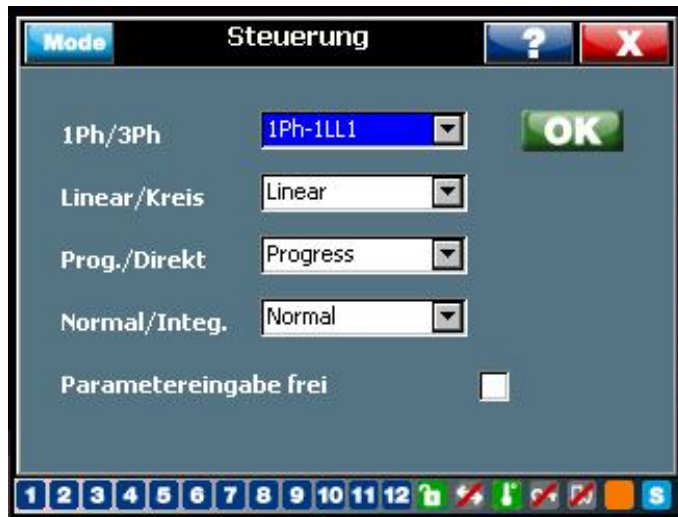 Mode Steuerung ? X
1Ph/3Ph 1Ph-1LL1 OK
Linear/Kreis Linear
Prog./Direkt Progress
Normal/Integ. Normal
Parametereingabe frei
1 2 3 4 5 6 7 8 9 10 11 12 S